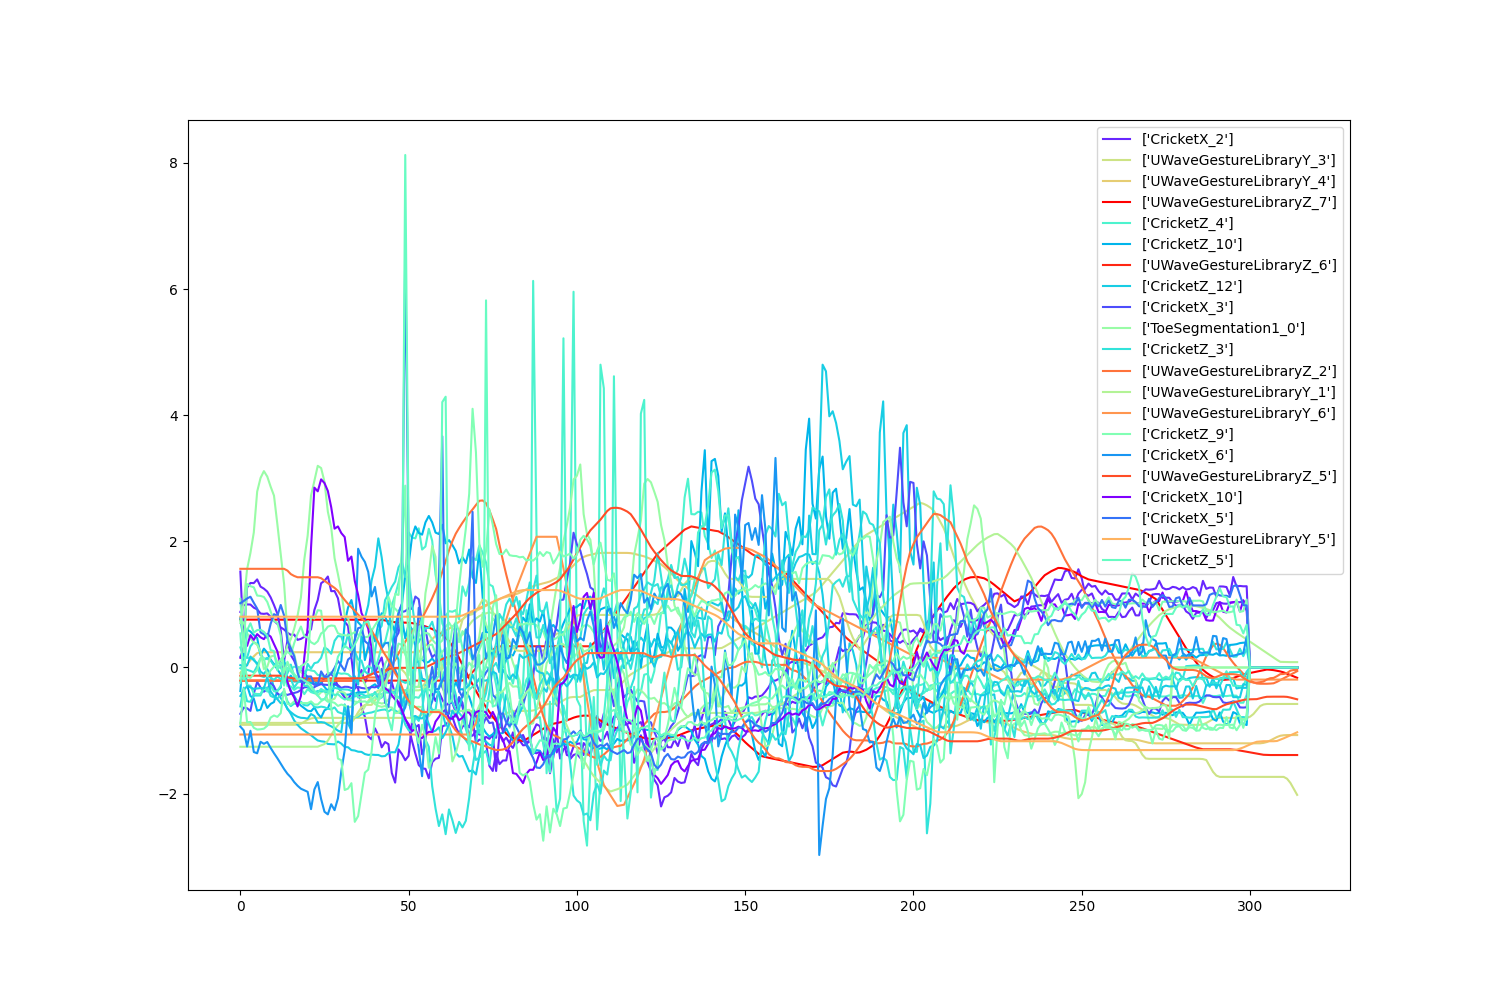 8
6
4
2
0
−2
0
50
100
150
200
250
300
['CricketX_2']
['UWaveGestureLibraryY_3']
['UWaveGestureLibraryY_4']
['UWaveGestureLibraryZ_7']
['CricketZ_4']
['CricketZ_10']
['UWaveGestureLibraryZ_6']
['CricketZ_12']
['CricketX_3']
['ToeSegmentation1_0']
['CricketZ_3']
['UWaveGestureLibraryZ_2']
['UWaveGestureLibraryY_1']
['UWaveGestureLibraryY_6']
['CricketZ_9']
['CricketX_6']
['UWaveGestureLibraryZ_5']
['CricketX_10']
['CricketX_5']
['UWaveGestureLibraryY_5']
['CricketZ_5']